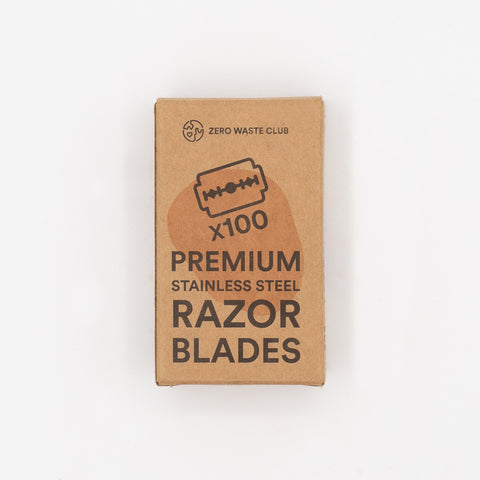 ZERO WASTE CLUB
x100
PREMIUM
STAINLESS STEEL
RAZOR
BLADES